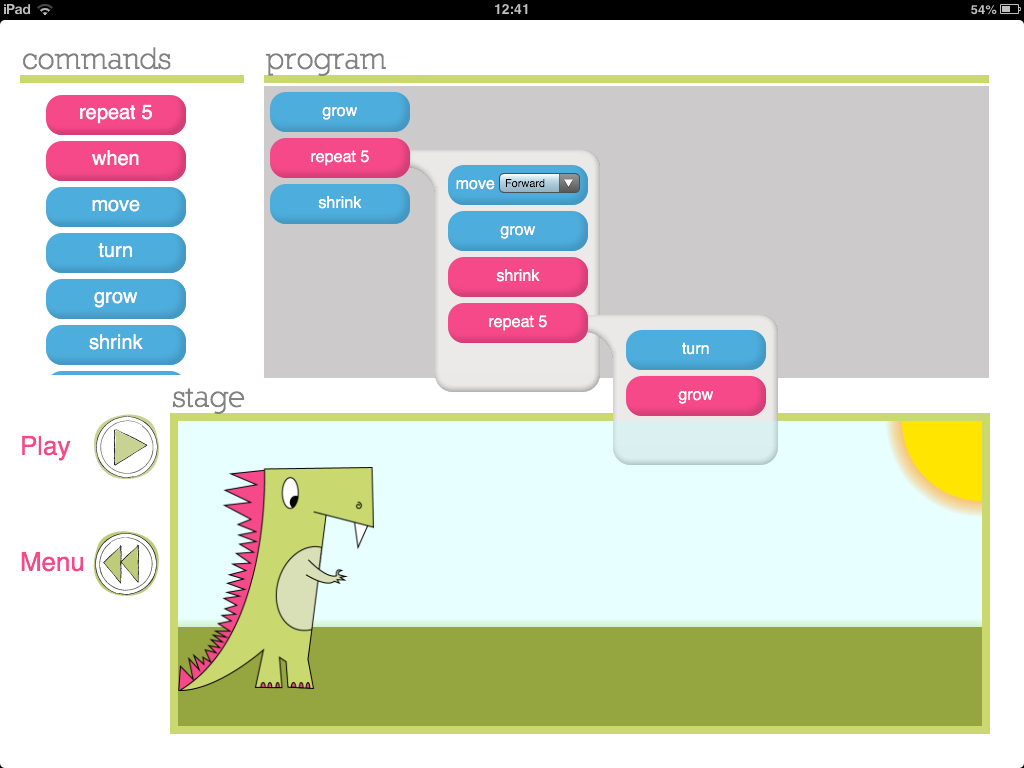 iPad
12:41
54%
commands
program
repeat 5
when
move
turn
grow
shrink
grow
repeat 5
shrink
move Forward
grow
shrink
repeat 5
turn
grow
stage
Play
Menu